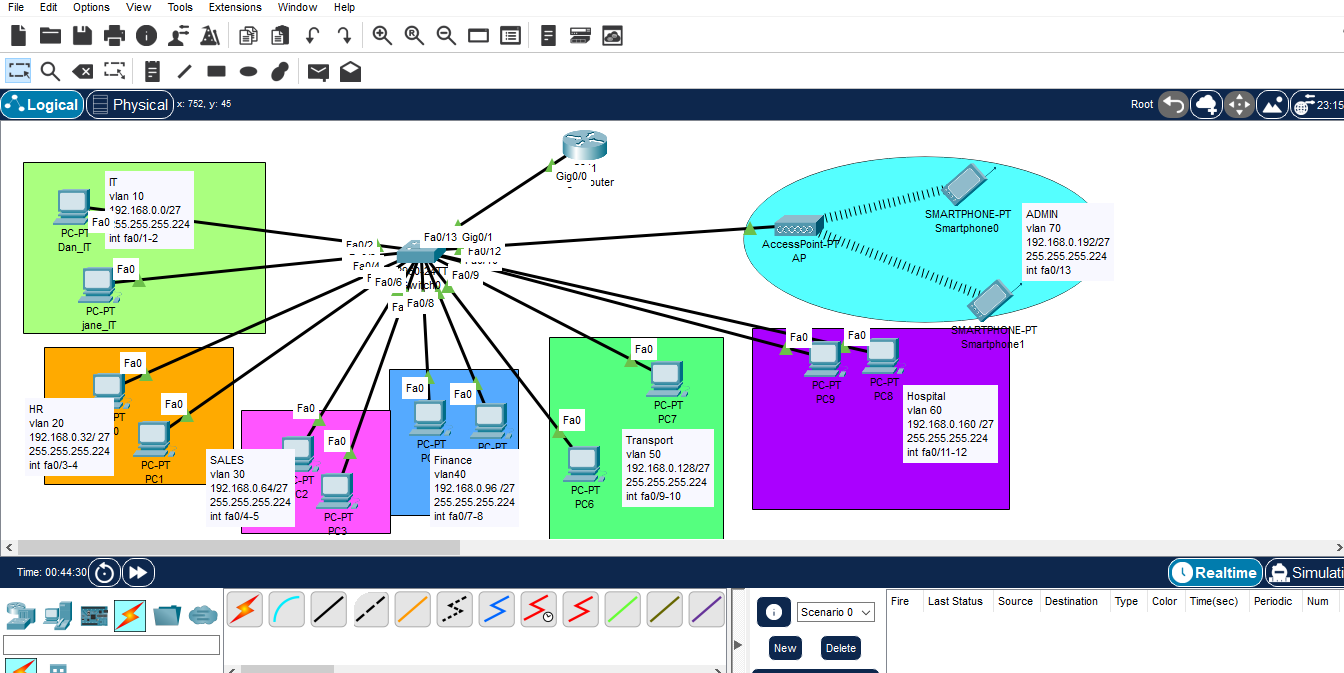 File Edit Options View Tools Extensions Window Help
Logical Physical x: 752, y: 45
Root 23:15
Gig0/0
IT
vlan 10
192.168.0.0/27
255.255.255.224
int fa0/1-2
Fa0
Dan_IT
Fa0
PC-PT
jane_IT
Fa0/2
Fa0/13 Gig0/1
Fa0/12
Fa0/4
Fa0/6
Fa0/9
Fa0/8
AccessPoint-PT
AP
SMARTPHONE-PT
Smartphone0
ADMIN
vlan 70
192.168.0.192/27
255.255.255.224
int fa0/13
SMARTPHONE-PT
Smartphone1
Fa0
Fa0
HR
vlan 20
192.168.0.32/ 27
255.255.255.224
int fa0/3-4
PC-PT
PC1
Fa0
Fa0
SALES
vlan 30
192.168.0.64/27
255.255.255.224
int fa0/4-5
PC-PT
PC3
Fa0
Fa0
PC-PT
PC-PT
Finance
vlan40
192.168.0.96 /27
255.255.255.224
int fa0/7-8
Fa0
PC-PT
PC7
Fa0
PC-PT
PC6
Transport
vlan 50
192.168.0.128/27
255.255.255.224
int fa0/9-10
Fa0
Fa0
PC-PT
PC9
PC-PT
PC8
Hospital
vlan 60
192.168.0.160 /27
255.255.255.224
int fa0/11-12
Time: 00:44:30
Realtime
Scenario 0
New Delete
Fire Last Status Source Destination Type Color Time(sec) Periodic Num